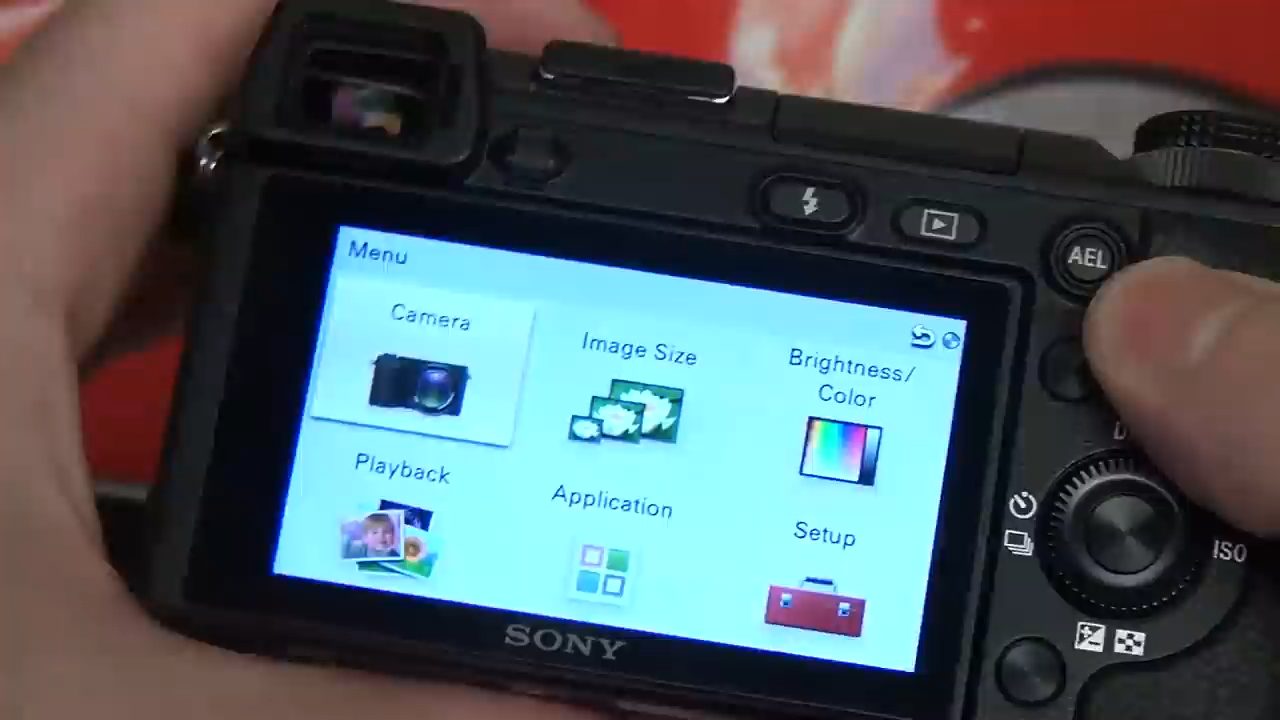 AEL
Menu
Camera
Image Size
Brightness/
Color
Playback
Application
Setup
ISO
SONY